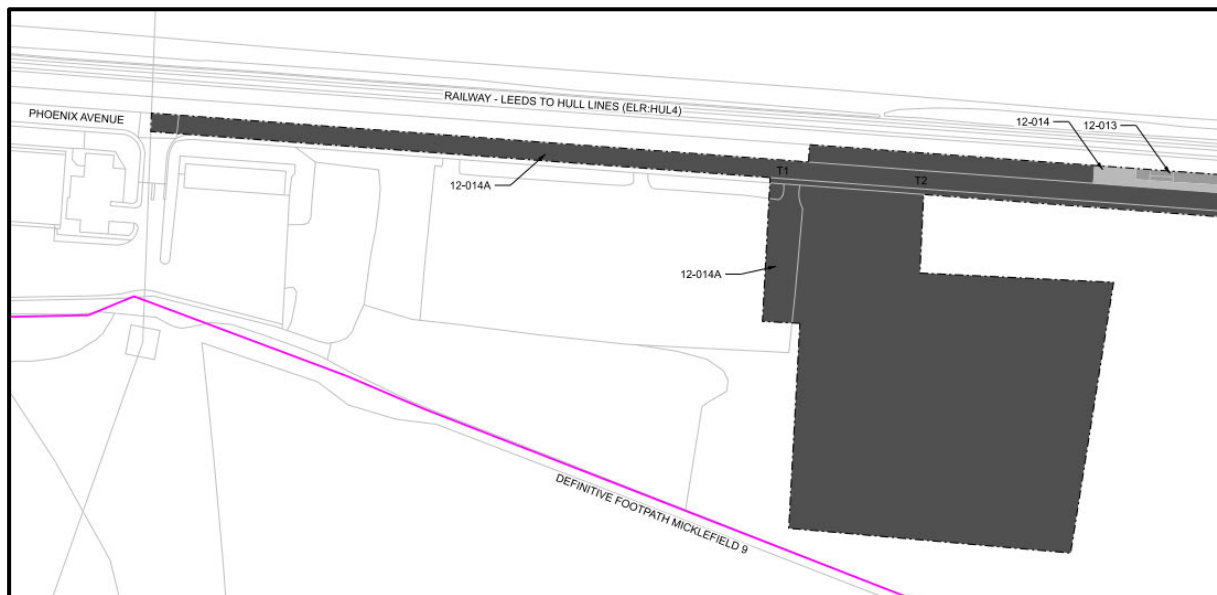 RAILWAY - LEEDS TO HULL LINES (ELR:HUL4)
PHOENIX AVENUE
12-014
12-013
T1
T2
12-014A
12-014A
DEFINITIVE FOOTPATH MICKLEFIELD 9